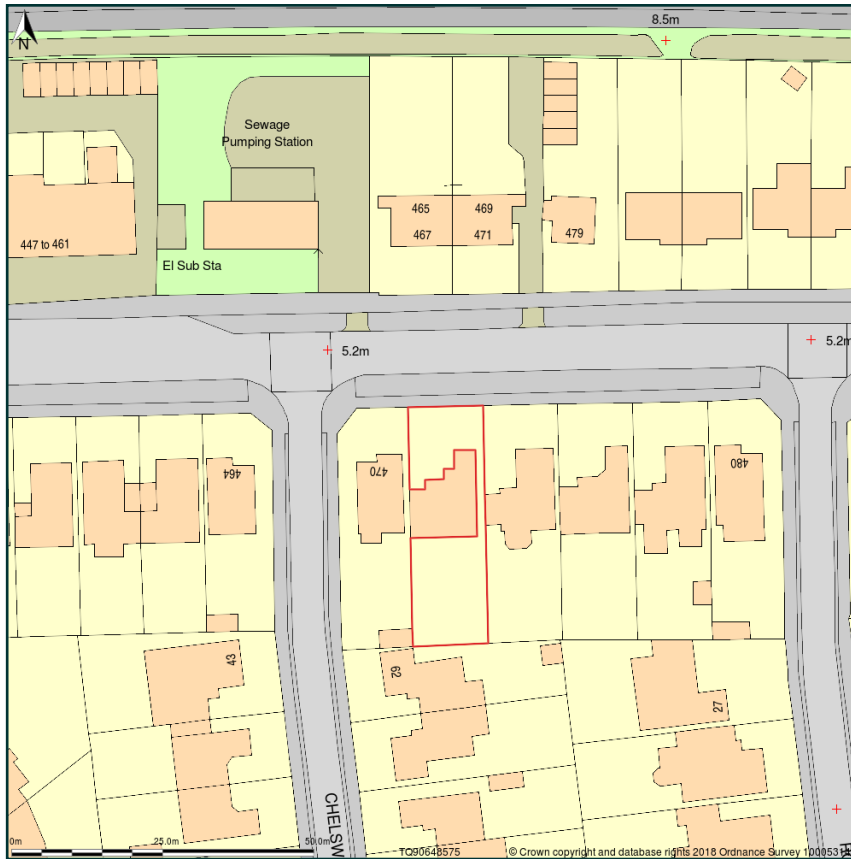 8.5m
N
Sewage
Pumping Station
465
469
467
471
479
447 to 461
El Sub Sta
5.2m
5.2m
464
470
480
43
62
27
CHELSW
0m
25.0m
50.0m
TQ90648575
© Crown copyright and database rights 2018 Ordnance Survey